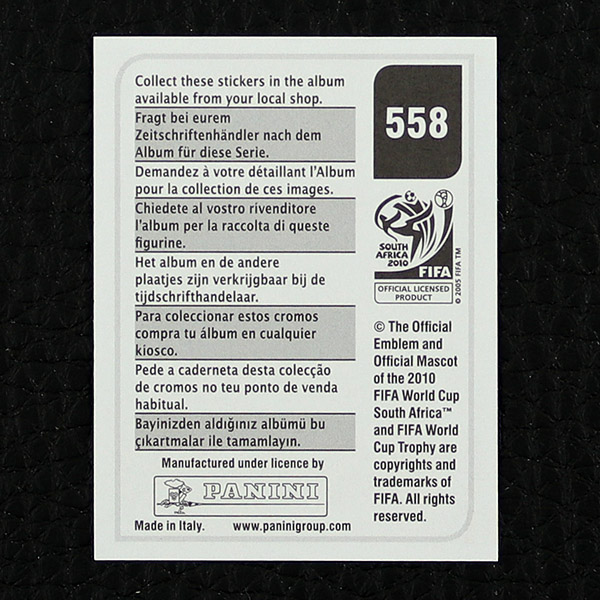 Collect these stickers in the album
available from your local shop.
Fragt bei eurem
Zeitschriftenhändler nach dem
Album für diese Serie.
Demandez à votre détaillant l'Album
pour la collection de ces images.
Chiedete al vostro rivenditore
l'album per la raccolta di queste
figurine.
Het album en de andere
plaatjes zijn verkrijgbaar bij de
tijdschrifthandelaar.
Para coleccionar estos cromos
compra tu álbum en cualquier
kiosco.
Pede a caderneta desta colecção
de cromos no teu ponto de venda
habitual.
Bayinizden aldığınız albümü bu
çıkartmalar ile tamamlayın.
Manufactured under licence by
PANINI
Made in Italy. www.paninigroup.com
558
SOUTH
AFRICA
2010
FIFA
OFFICIAL LICENSED
PRODUCT
© 2005 FIFA TM
© The Official
Emblem and
Official Mascot
of the 2010
FIFA World Cup
South Africa™
and FIFA World
Cup Trophy are
copyrights and
trademarks of
FIFA. All rights
reserved.